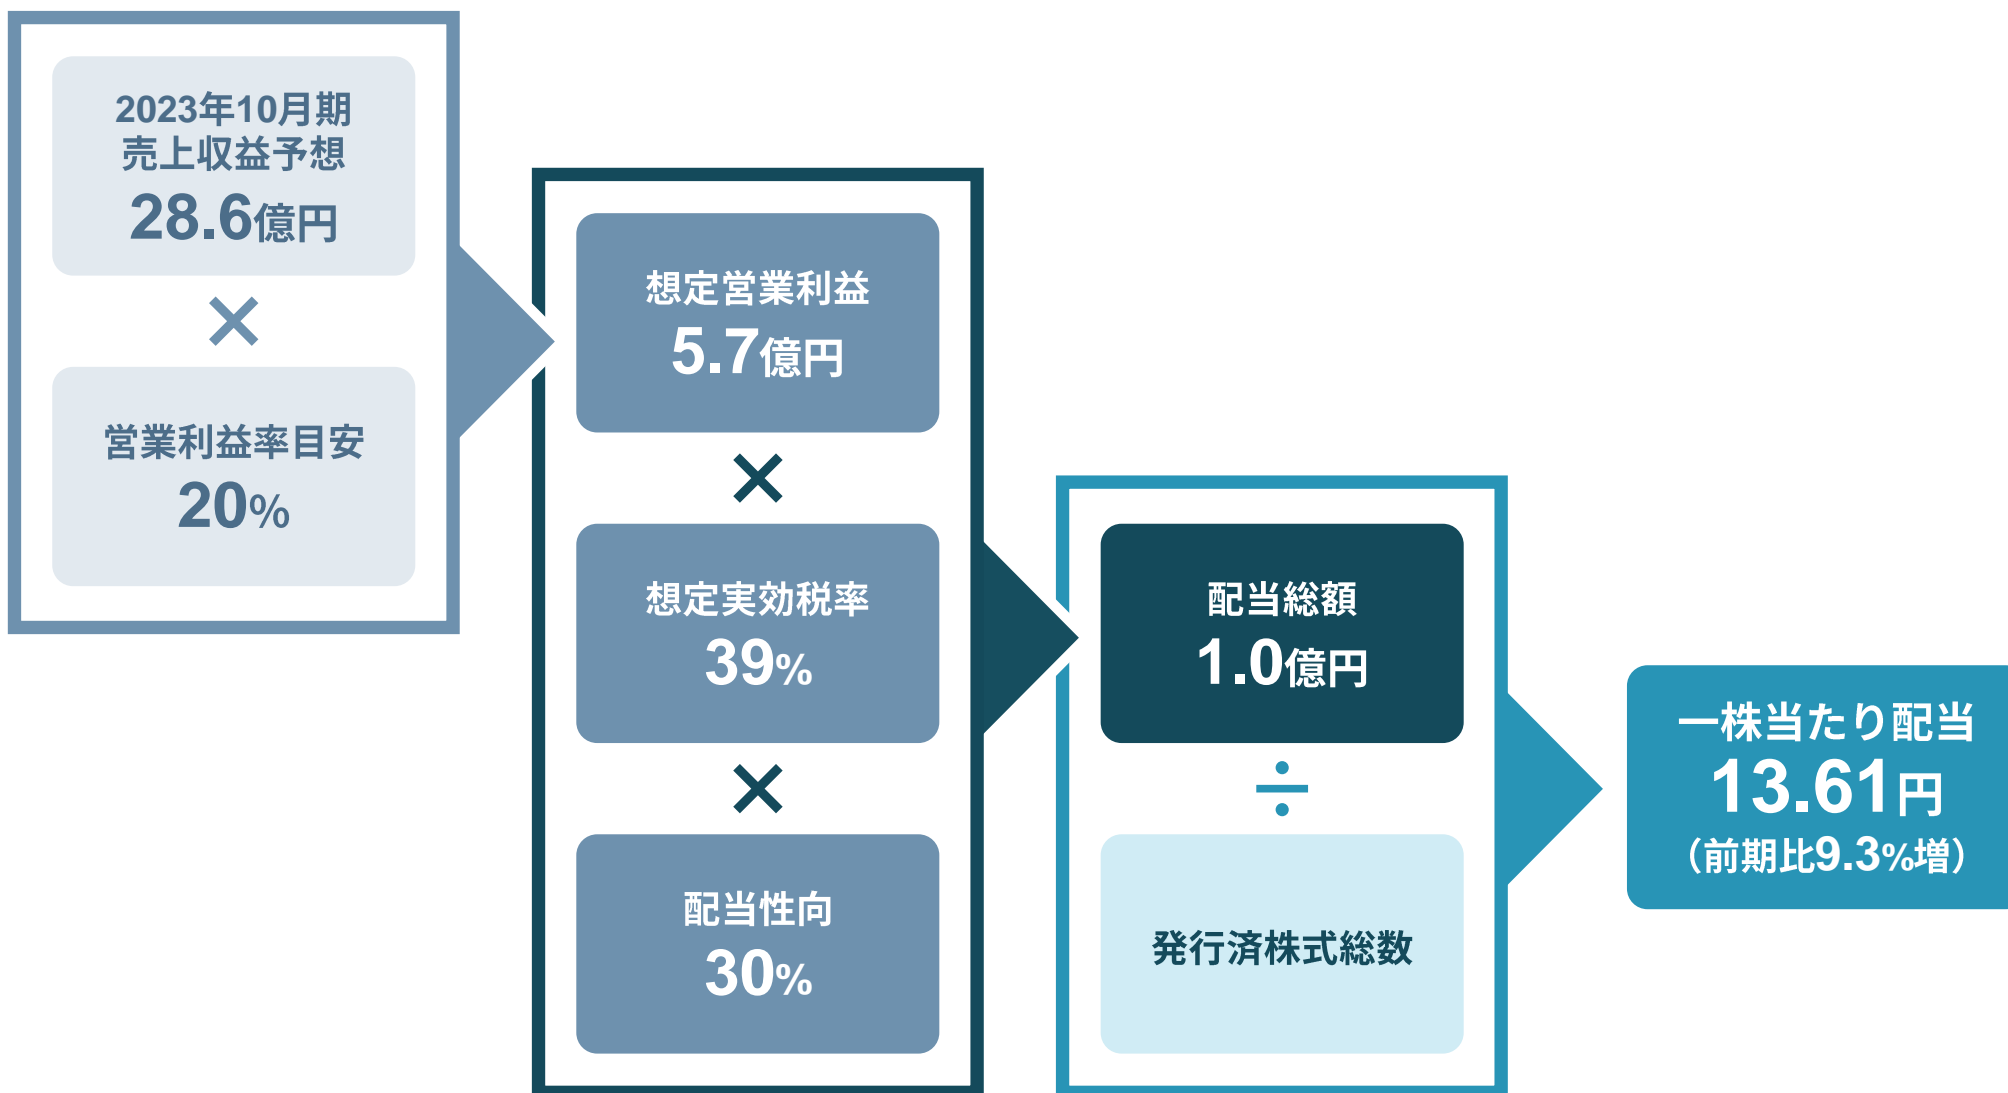 2023年10月期
売上収益予想
28.6億円
×
営業利益率目安
20%
想定営業利益
5.7億円
×
想定実効税率
39%
×
配当性向
30%
配当総額
1.0億円
÷
発行済株式総数
一株当たり配当
13.61円
（前期比9.3%増）